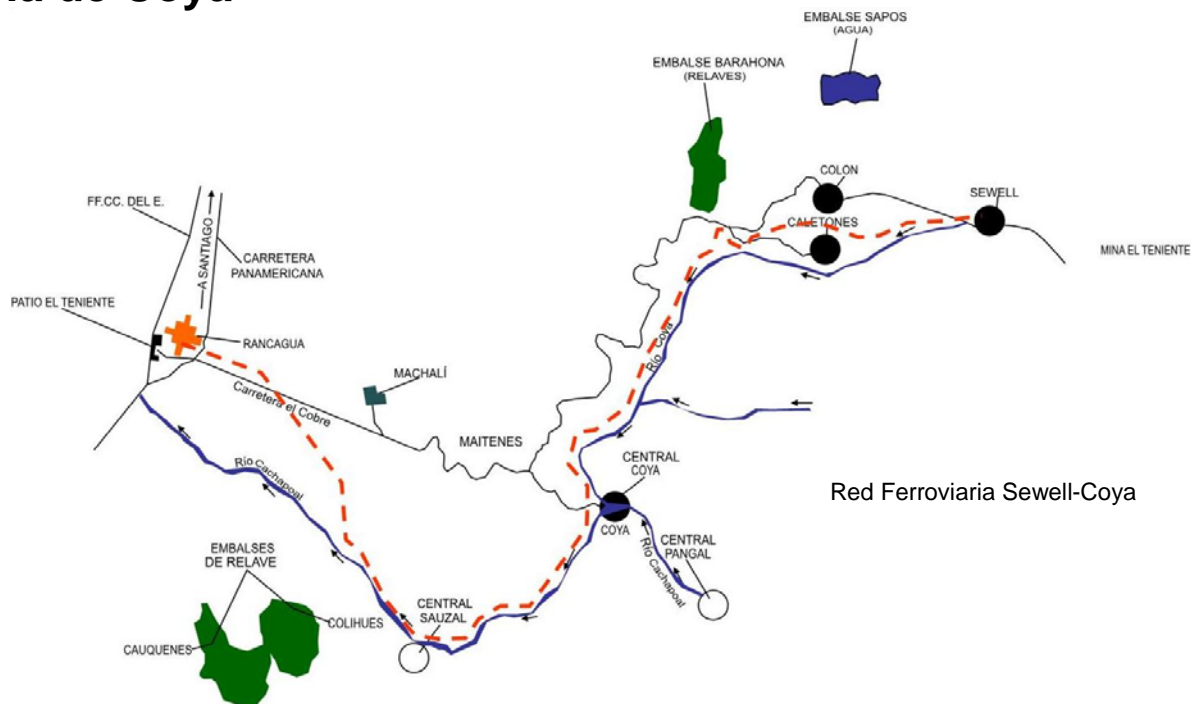 EMBALSE SAPOS
(AGUA)
EMBALSE BARAHONA
(RELAVES)
COLON
SEWELL
FF.CC. DEL E.
A SANTIAGO
CALETONES
CARRETERA
PANAMERICANA
MINA EL TENIENTE
PATIO EL TENIENTE
RANCAGUA
Río Coya
MACHALÍ
Carretera el Cobre
MAITENES
CENTRAL
COYA
Río Cachapoal
Red Ferroviaria Sewell-Coya
COYA
CENTRAL
PANGAL
Río Cachapoal
EMBALSES
DE RELAVE
CENTRAL
SAUZAL
COLIHUES
CAUQUENES